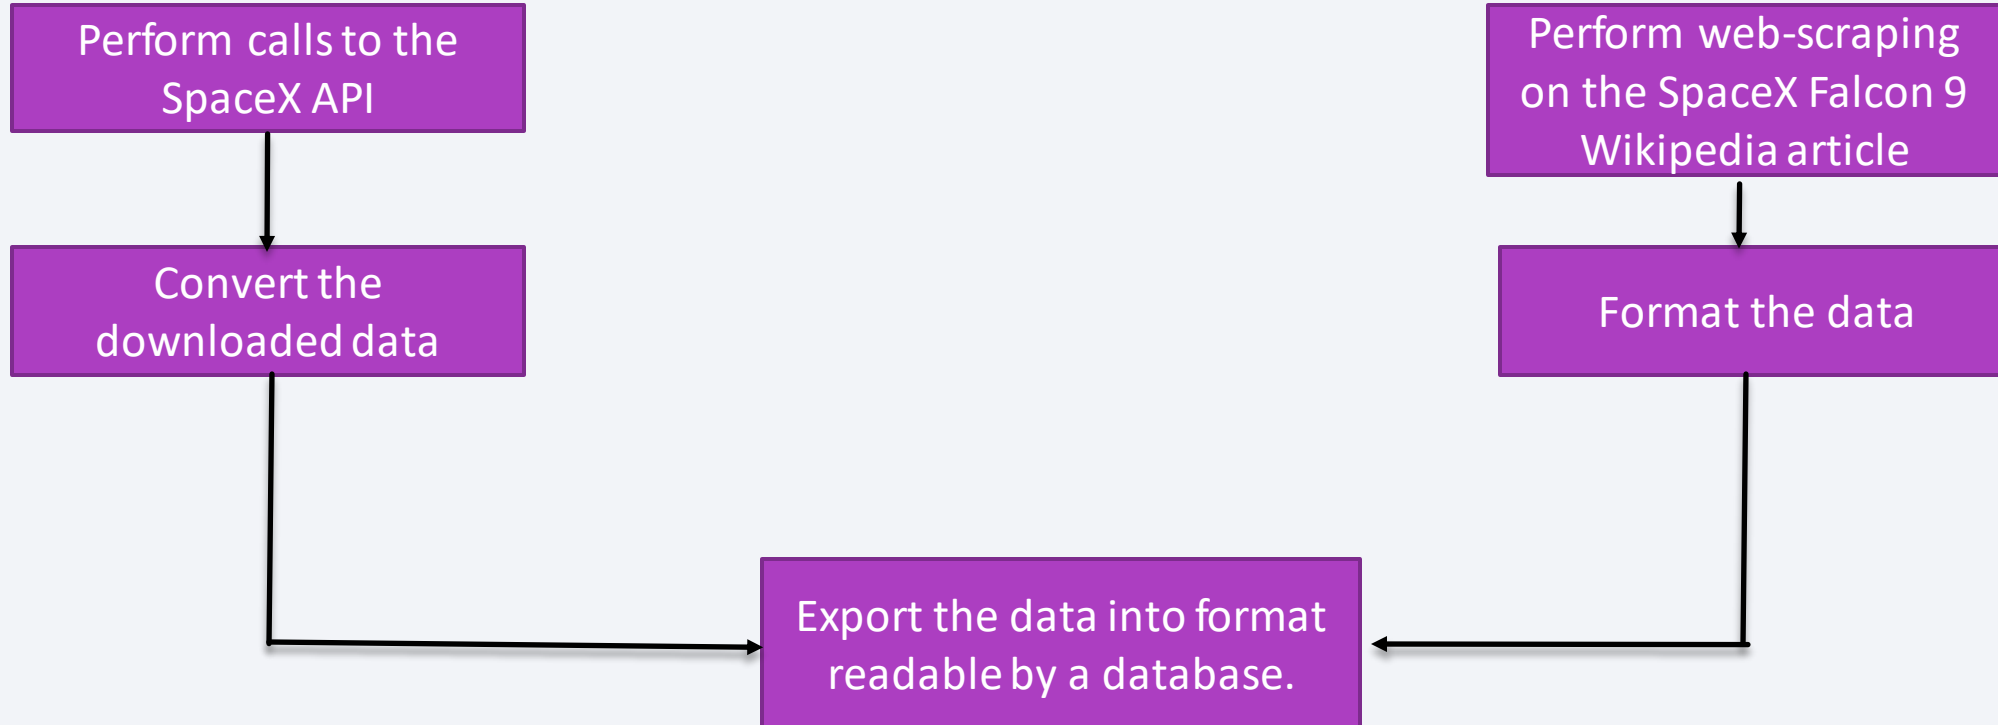 Perform calls to the
SpaceX API
Perform web-scraping
on the SpaceX Falcon 9
Wikipedia article
Convert the
downloaded data
Format the data
Export the data into format
readable by a database.